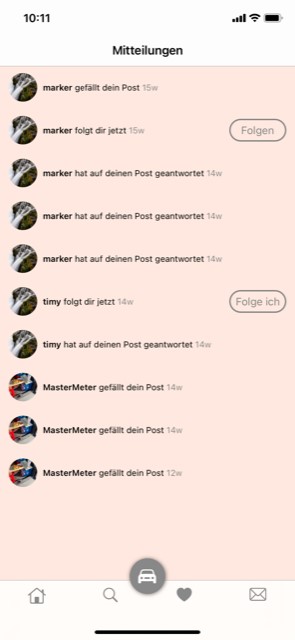 10:11
Mitteilungen
marker gefällt dein Post 15w
marker folgt dir jetzt 15w Folgen
marker hat auf deinen Post geantwortet 14w
marker hat auf deinen Post geantwortet 14w
marker hat auf deinen Post geantwortet 14w
timy folgt dir jetzt 14w Folge ich
timy hat auf deinen Post geantwortet 14w
MasterMeter gefällt dein Post 14w
MasterMeter gefällt dein Post 14w
MasterMeter gefällt dein Post 12w